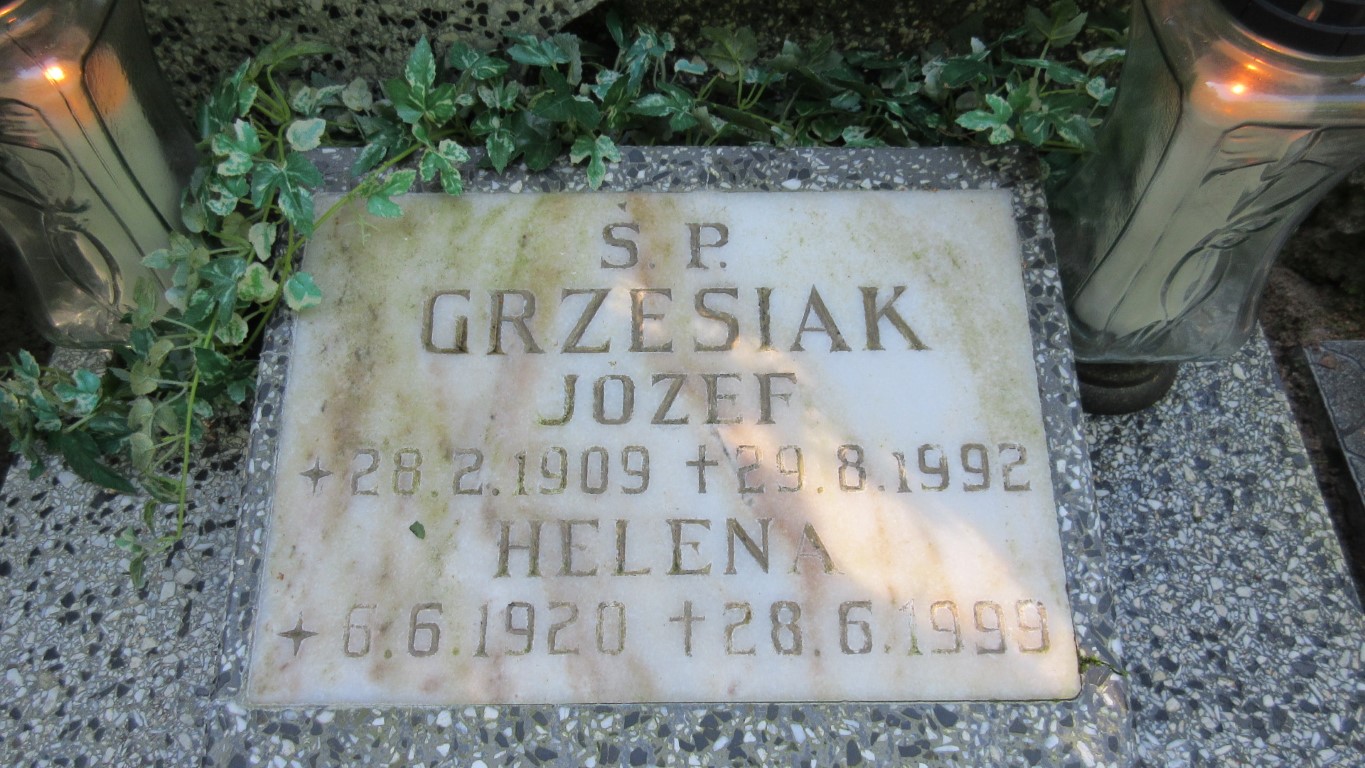 Ś. P.
GRZESIAK
JÓZEF
28.2.1909 †29.8.1992
HELENA
6.6.1920 †28.6.1999